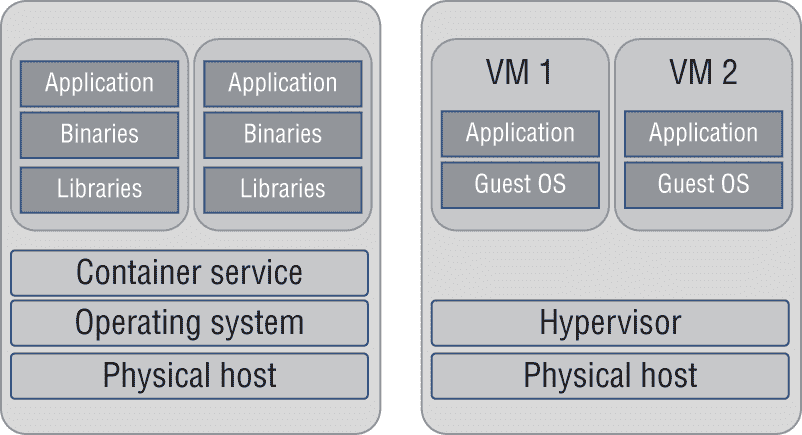 Application
Binaries
Libraries
Application
Binaries
Libraries
Container service
Operating system
Physical host
VM 1
Application
Guest OS
VM 2
Application
Guest OS
Hypervisor
Physical host